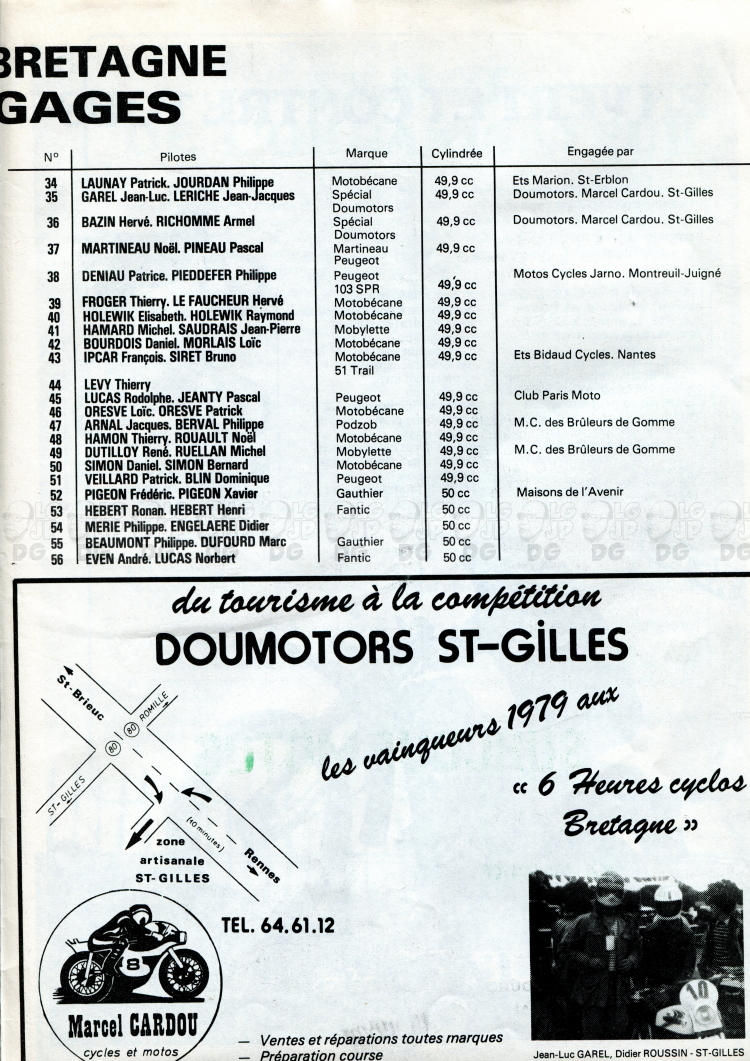 BRETAGNE
GAGES
N° Pilotes Marque Cylindrée Engagée par
34 LAUNAY Patrick. JOURDAN Philippe Motobécane 49,9 cc Ets Marion. St-Erblon
35 GAREL Jean-Luc. LERICHE Jean-Jacques Spécial 49,9 cc Doumotors. Marcel Cardou. St-Gilles
Doumotors
36 BAZIN Hervé. RICHOMME Armel Spécial 49,9 cc Doumotors. Marcel Cardou. St-Gilles
Doumotors
37 MARTINEAU Noël. PINEAU Pascal Martineau 49,9 cc
Peugeot
38 DENIAU Patrice. PIEDDEFER Philippe Peugeot Motos Cycles Jarno. Montreuil-Juigné
103 SPR 49,9 cc
39 FROGER Thierry. LE FAUCHEUR Hervé Motobécane 49,9 cc
40 HOLEWIK Elisabeth. HOLEWIK Raymond Motobécane 49,9 cc
41 HAMARD Michel. SAUDRAIS Jean-Pierre Mobylette 49,9 cc
42 BOURDOIS Daniel. MORLAIS Loïc Motobécane 49,9 cc
43 IPCAR François. SIRET Bruno Motobécane 49,9 cc Ets Bidaud Cycles. Nantes
51 Trail
44 LEVY Thierry
45 LUCAS Rodolphe. JEANTY Pascal Peugeot 49,9 cc Club Paris Moto
46 ORESVE Loïc. ORESVE Patrick Motobécane 49,9 cc
47 ARNAL Jacques. BERVAL Philippe Podzob 49,9 cc M.C. des Brûleurs de Gomme
48 HAMON Thierry. ROUAULT Noël Motobécane 49,9 cc
49 DUTILLOY René. RUELLAN Michel Mobylette 49,9 cc M.C. des Brûleurs de Gomme
50 SIMON Daniel. SIMON Bernard Motobécane 49,9 cc
51 VEILLARD Patrick. BLIN Dominique Peugeot 49,9 cc
52 PIGEON Frédéric. PIGEON Xavier Gauthier 50 cc Maisons de l'Avenir
53 HEBERT Ronan. HEBERT Henri Fantic 50 cc
54 MERIE Philippe. ENGELAERE Didier 50 cc
55 BEAUMONT Philippe. DUFOURD Marc Gauthier 50 cc
56 EVEN André. LUCAS Norbert Fantic 50 cc
du tourisme à la compétition
DOUMOTORS ST-GiLLES
St-Brieuc
ROMILLE
80
80
ST-GILLES
(10 minutes)
Rennes
zone
artisanale
ST-GILLES
les vainqueurs 1979 aux
« 6 Heures cyclos
Bretagne »
TEL. 64.61.12
8
10
Marcel CARDOU
cycles et motos
— Ventes et réparations toutes marques
— Préparation course
Jean-Luc GAREL, Didier ROUSSIN - ST-GILLES